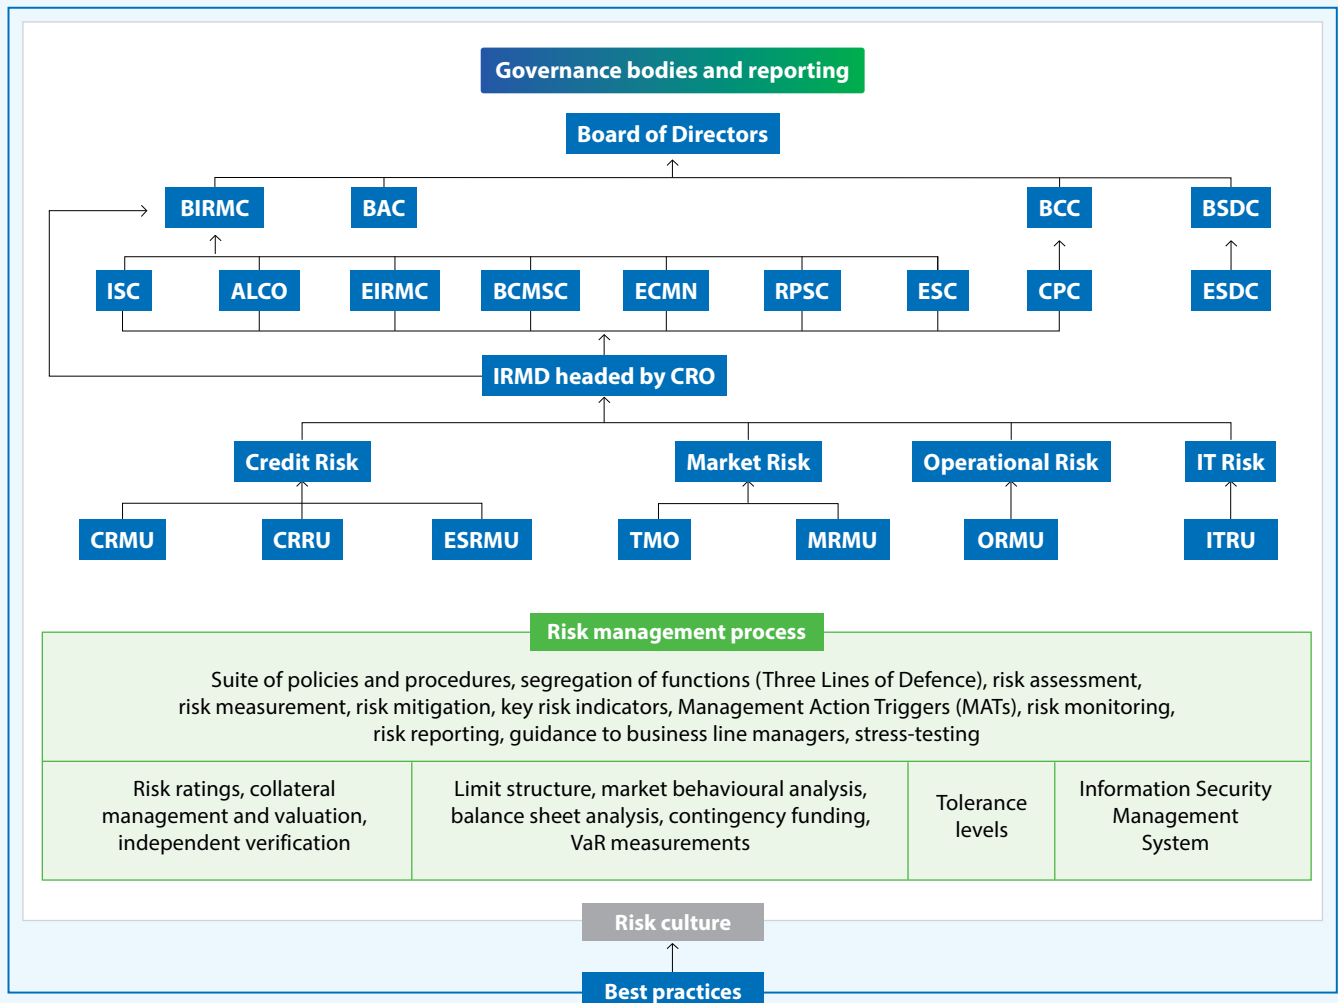 Governance bodies and reporting
Board of Directors
BIRMC
BAC
BCC
BSDC
ISC
ALCO
EIRMC
BCMSC
ECMN
RPSC
ESC
CPC
ESDC
IRMD headed by CRO
Credit Risk
Market Risk
Operational Risk
IT Risk
CRMU
CRRU
ESRMU
TMO
MRMU
ORMU
ITRU
Risk management process
Suite of policies and procedures, segregation of functions (Three Lines of Defence), risk assessment,
risk measurement, risk mitigation, key risk indicators, Management Action Triggers (MATs), risk monitoring,
risk reporting, guidance to business line managers, stress-testing
Risk ratings, collateral
management and valuation,
independent verification
Limit structure, market behavioural analysis,
balance sheet analysis, contingency funding,
VaR measurements
Tolerance
levels
Information Security
Management
System
Risk culture
Best practices